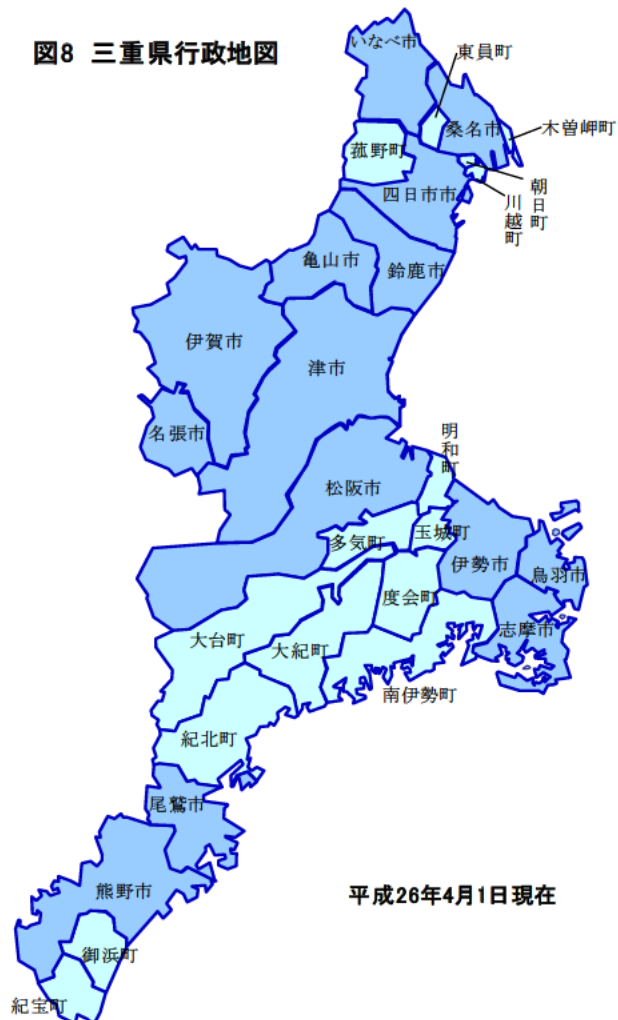 図8 三重県行政地図
いなべ市
東員町
桑名市
木曽岬町
菰野町
朝日町
川越町
四日市市
亀山市
鈴鹿市
伊賀市
津市
名張市
明和町
松阪市
多気町
玉城町
伊勢市
鳥羽市
度会町
志摩市
大台町
大紀町
南伊勢町
紀北町
尾鷲市
熊野市
平成26年4月1日現在
御浜町
紀宝町